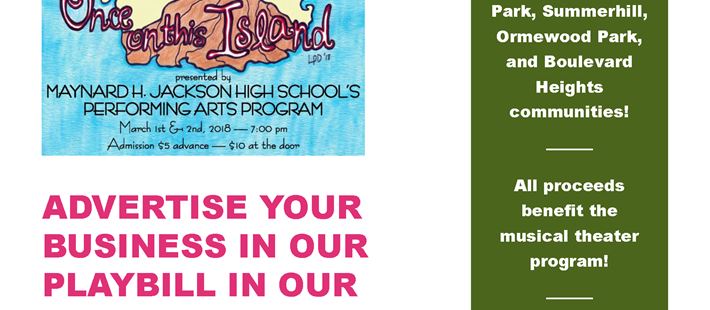 Once
on this Island
LPD '18
presented by
MAYNARD H. JACKSON HIGH SCHOOL'S
PERFORMING ARTS PROGRAM
March 1st & 2nd, 2018 — 7:00 pm
Admission $5 advance — $10 at the door
ADVERTISE YOUR
BUSINESS IN OUR
PLAYBILL IN OUR
Park, Summerhill,
Ormewood Park,
and Boulevard
Heights
communities!
All proceeds
benefit the
musical theater
program!